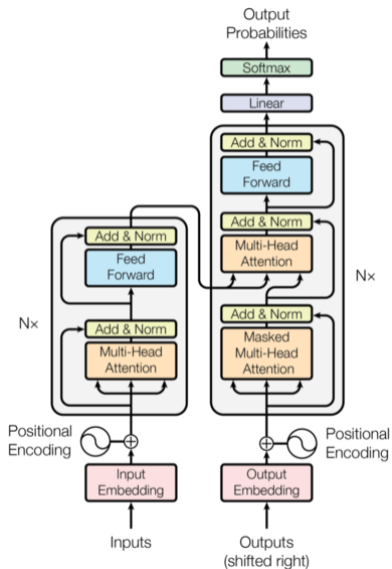 Output
Probabilities
Softmax
Linear
Add & Norm
Feed
Forward
Add & Norm
Multi-Head
Attention
Add & Norm
Masked
Multi-Head
Attention
Nx
Add & Norm
Feed
Forward
Add & Norm
Multi-Head
Attention
Nx
Positional
Encoding
Positional
Encoding
Input
Embedding
Output
Embedding
Inputs
Outputs
(shifted right)